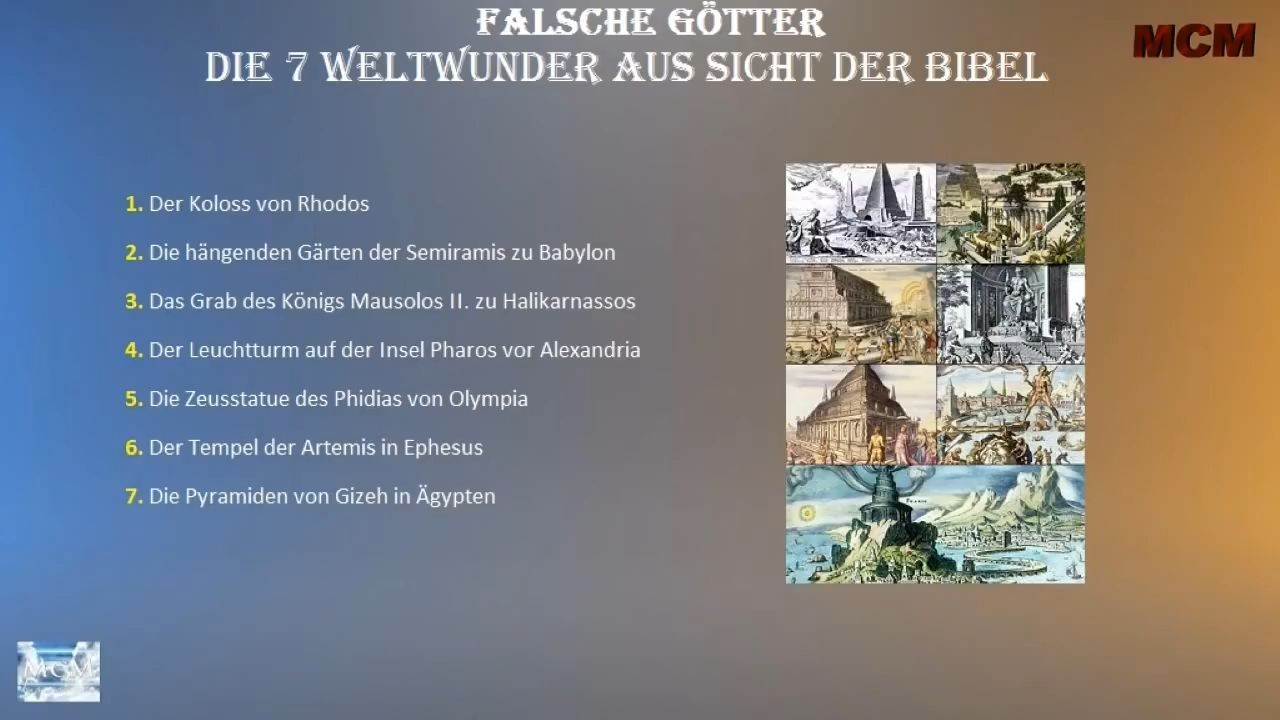 FALSCHE GÖTTER
DIE 7 WELTWUNDER AUS SICHT DER BIBEL
MCM
1. Der Koloss von Rhodos
2. Die hängenden Gärten der Semiramis zu Babylon
3. Das Grab des Königs Mausolos II. zu Halikarnassos
4. Der Leuchtturm auf der Insel Pharos vor Alexandria
5. Die Zeusstatue des Phidias von Olympia
6. Der Tempel der Artemis in Ephesus
7. Die Pyramiden von Gizeh in Ägypten
MCM